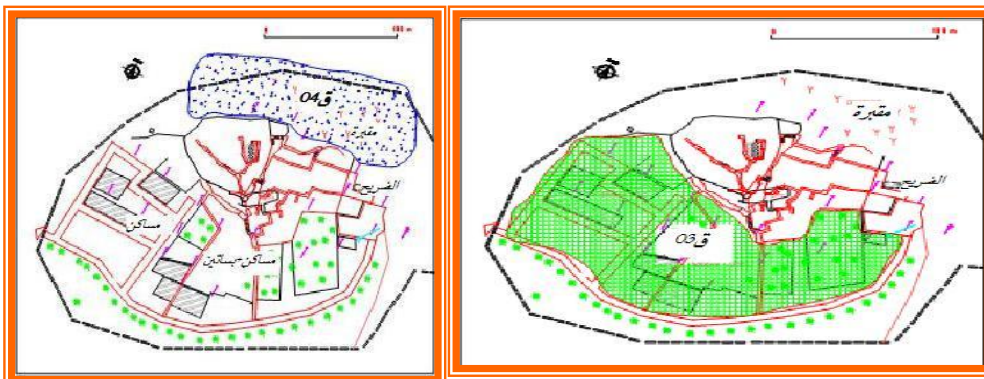 ق04
مقبرة
الضريح
مساكن
مساكن-بساتين
مقبرة
الضريح
ق03